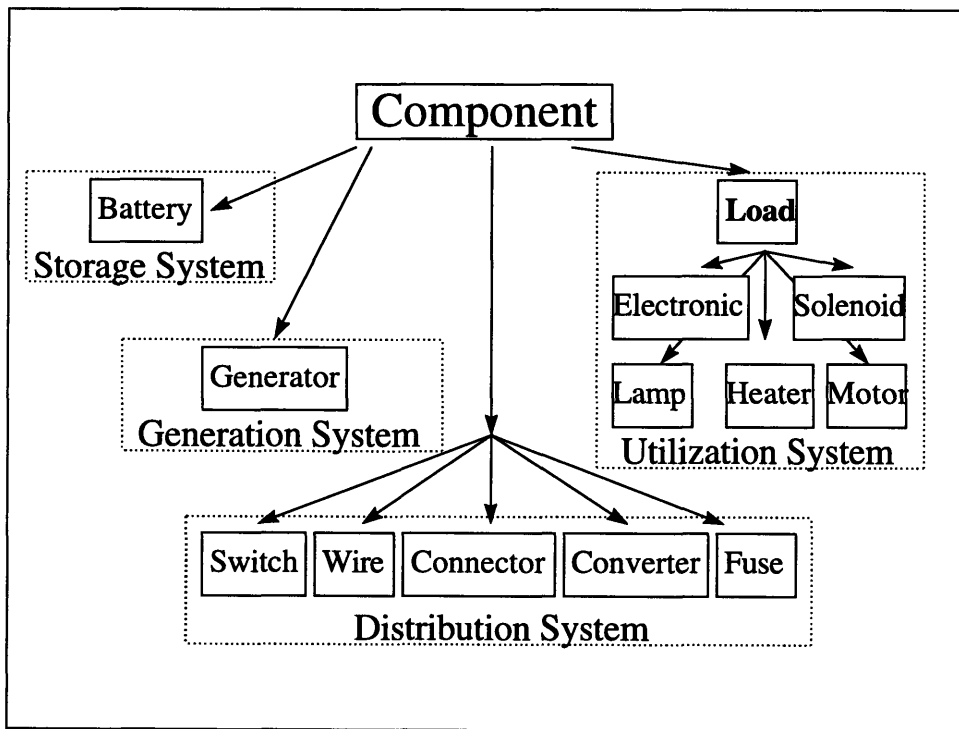 Component
Battery
Storage System
Load
Electronic
Solenoid
Lamp
Heater
Motor
Utilization System
Generator
Generation System
Switch
Wire
Connector
Converter
Fuse
Distribution System